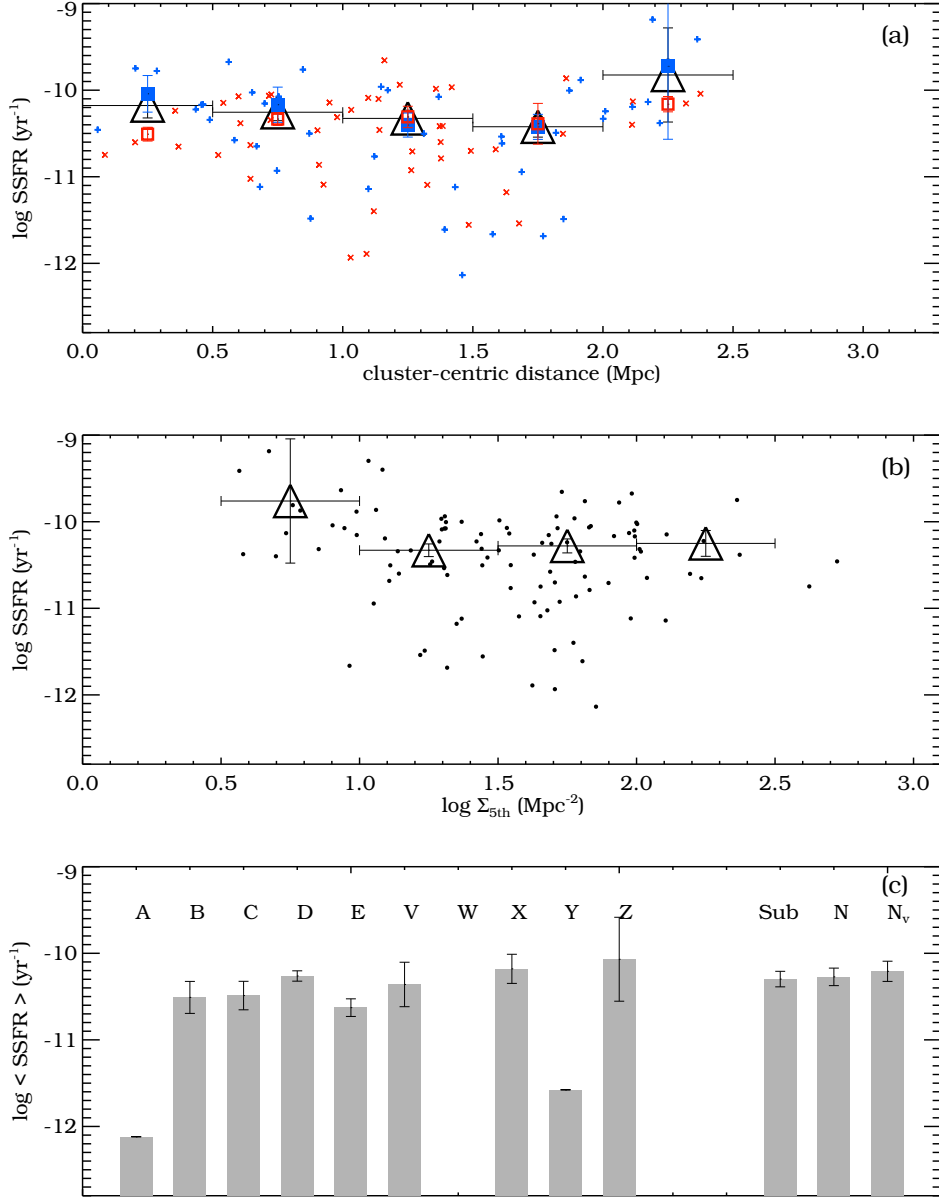 (a)
-9
-10
-11
-12
log SSFR (yr⁻¹)
0.0 0.5 1.0 1.5 2.0 2.5 3.0
cluster-centric distance (Mpc)
(b)
-9
-10
-11
-12
log SSFR (yr⁻¹)
0.0 0.5 1.0 1.5 2.0 2.5 3.0
log Σ5th (Mpc⁻²)
(c)
-9
-10
-11
-12
log < SSFR > (yr⁻¹)
A B C D E V W X Y Z Sub N Nv